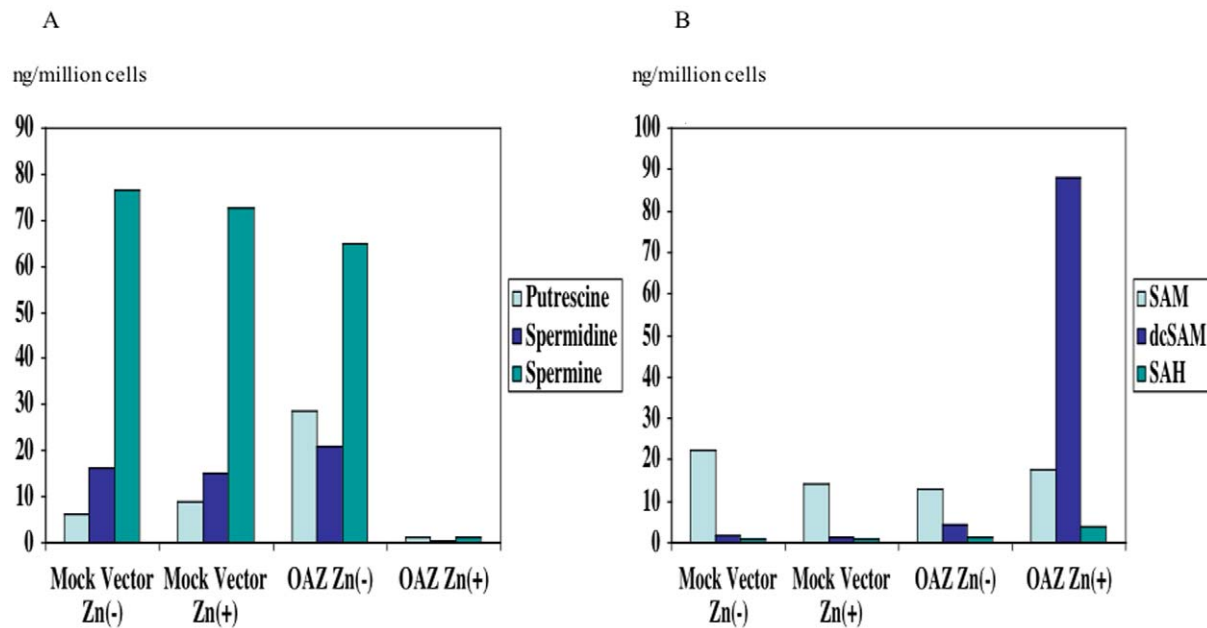 A
B
ng/million cells
ng/million cells
90
80
70
60
50
40
30
20
10
0
Mock Vector Zn(-)
Mock Vector Zn(+)
OAZ Zn(-)
OAZ Zn(+)
Putrescine
Spermidine
Spermine
100
90
80
70
60
50
40
30
20
10
0
Mock Vector Zn(-)
Mock Vector Zn(+)
OAZ Zn(-)
OAZ Zn(+)
SAM
dcSAM
SAH